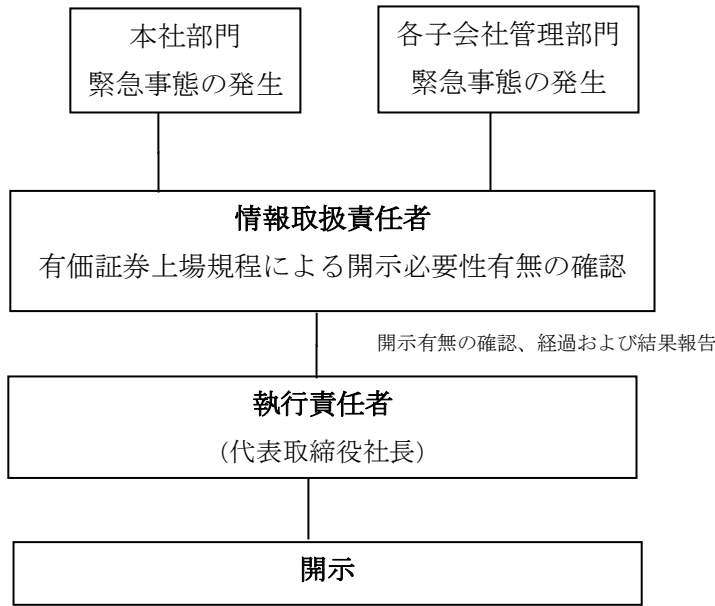 本社部門
緊急事態の発生
各子会社管理部門
緊急事態の発生
情報取扱責任者
有価証券上場規程による開示必要性有無の確認
開示有無の確認、経過および結果報告
執行責任者
（代表取締役社長）
開示